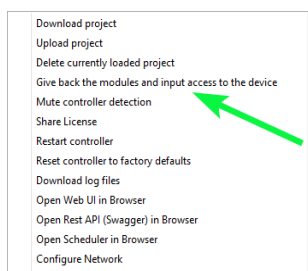 Download project
Upload project
Delete currently loaded project
Give back the modules and input access to the device
Mute controller detection
Share License
Restart controller
Reset controller to factory defaults
Download log files
Open Web UI in Browser
Open Rest API (Swagger) in Browser
Open Scheduler in Browser
Configure Network